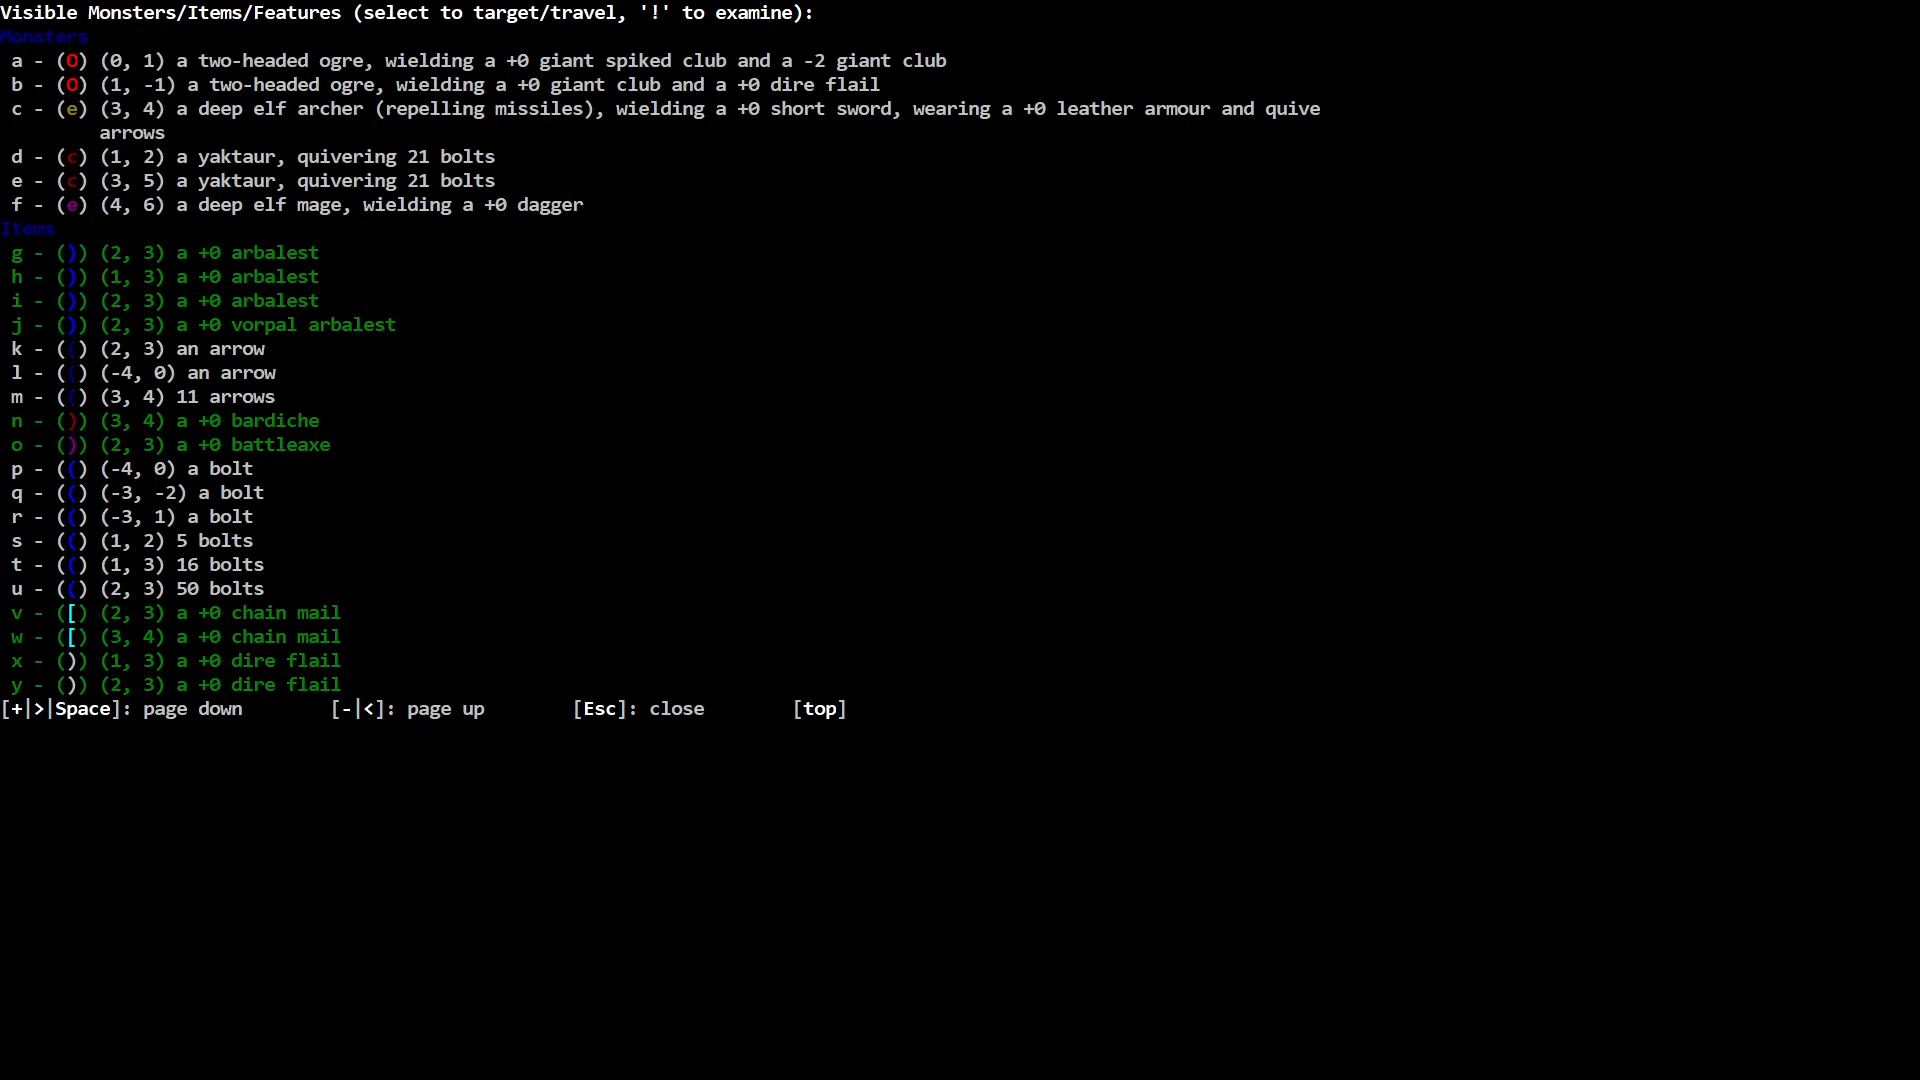 Visible Monsters/Items/Features (select to target/travel, '!' to examine):
Monsters
a - (O) (0, 1) a two-headed ogre, wielding a +0 giant spiked club and a -2 giant club
b - (O) (1, -1) a two-headed ogre, wielding a +0 giant club and a +0 dire flail
c - (e) (3, 4) a deep elf archer (repelling missiles), wielding a +0 short sword, wearing a +0 leather armour and quive
arrows
d - (c) (1, 2) a yaktaur, quivering 21 bolts
e - (c) (3, 5) a yaktaur, quivering 21 bolts
f - (e) (4, 6) a deep elf mage, wielding a +0 dagger
Items
g - ()) (2, 3) a +0 arbalest
h - ()) (1, 3) a +0 arbalest
i - ()) (2, 3) a +0 arbalest
j - ()) (2, 3) a +0 vorpal arbalest
k - (() (2, 3) an arrow
l - (() (-4, 0) an arrow
m - (() (3, 4) 11 arrows
n - ()) (3, 4) a +0 bardiche
o - ()) (2, 3) a +0 battleaxe
p - (() (-4, 0) a bolt
q - (() (-3, -2) a bolt
r - (() (-3, 1) a bolt
s - (() (1, 2) 5 bolts
t - (() (1, 3) 16 bolts
u - (() (2, 3) 50 bolts
v - ([) (2, 3) a +0 chain mail
w - ([) (3, 4) a +0 chain mail
x - ()) (1, 3) a +0 dire flail
y - ()) (2, 3) a +0 dire flail
[+|>|Space]: page down [-|<]: page up [Esc]: close [top]